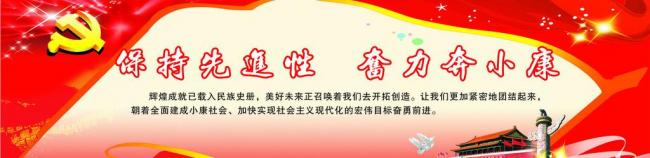 保持先進性 奮力奔小康
辉煌成就已载入民族史册，美好未来正召唤着我们去开拓创造。让我们更加紧密地团结起来，
朝着全面建成小康社会、加快实现社会主义现代化的宏伟目标奋勇前进。